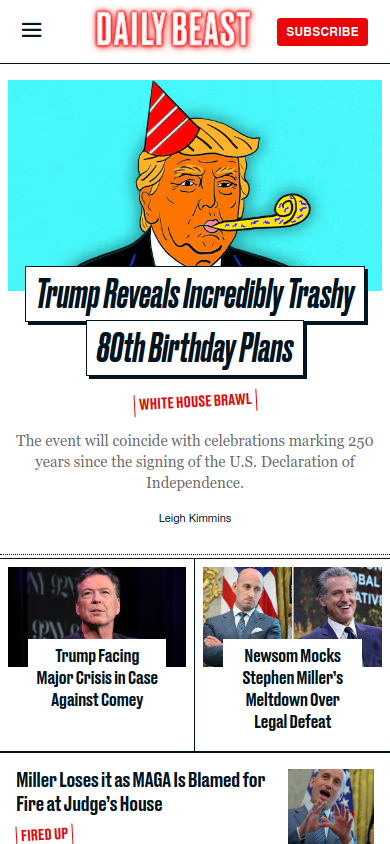 DAILY BEAST
SUBSCRIBE
Trump Reveals Incredibly Trashy
80th Birthday Plans
WHITE HOUSE BRAWL
The event will coincide with celebrations marking 250
years since the signing of the U.S. Declaration of
Independence.
Leigh Kimmins
Trump Facing
Major Crisis in Case
Against Comey
Newsom Mocks
Stephen Miller's
Meltdown Over
Legal Defeat
Miller Loses it as MAGA Is Blamed for
Fire at Judge's House
FIRED UP